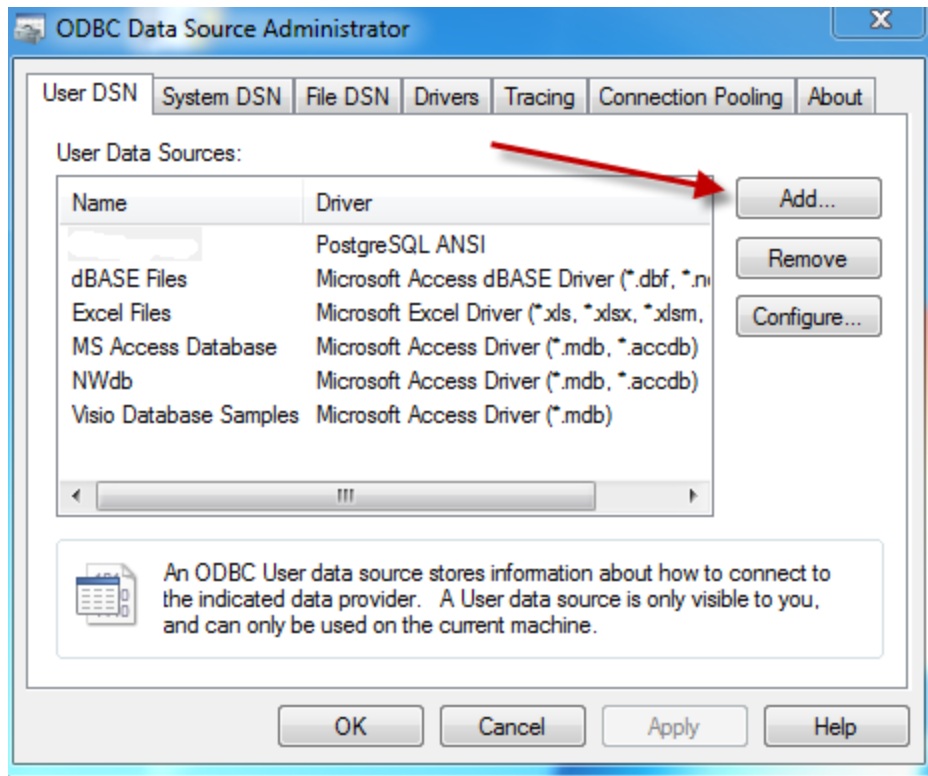 ODBC Data Source Administrator
User DSN System DSN File DSN Drivers Tracing Connection Pooling About
User Data Sources:
Name Driver
Add...
PostgreSQL ANSI
Remove
dBASE Files Microsoft Access dBASE Driver (*.dbf, *.n
Excel Files Microsoft Excel Driver (*.xls, *.xlsx, *.xlsm,
Configure...
MS Access Database Microsoft Access Driver (*.mdb, *.accdb)
NWdb Microsoft Access Driver (*.mdb, *.accdb)
Visio Database Samples Microsoft Access Driver (*.mdb)
An ODBC User data source stores information about how to connect to
the indicated data provider. A User data source is only visible to you,
and can only be used on the current machine.
OK Cancel Apply Help